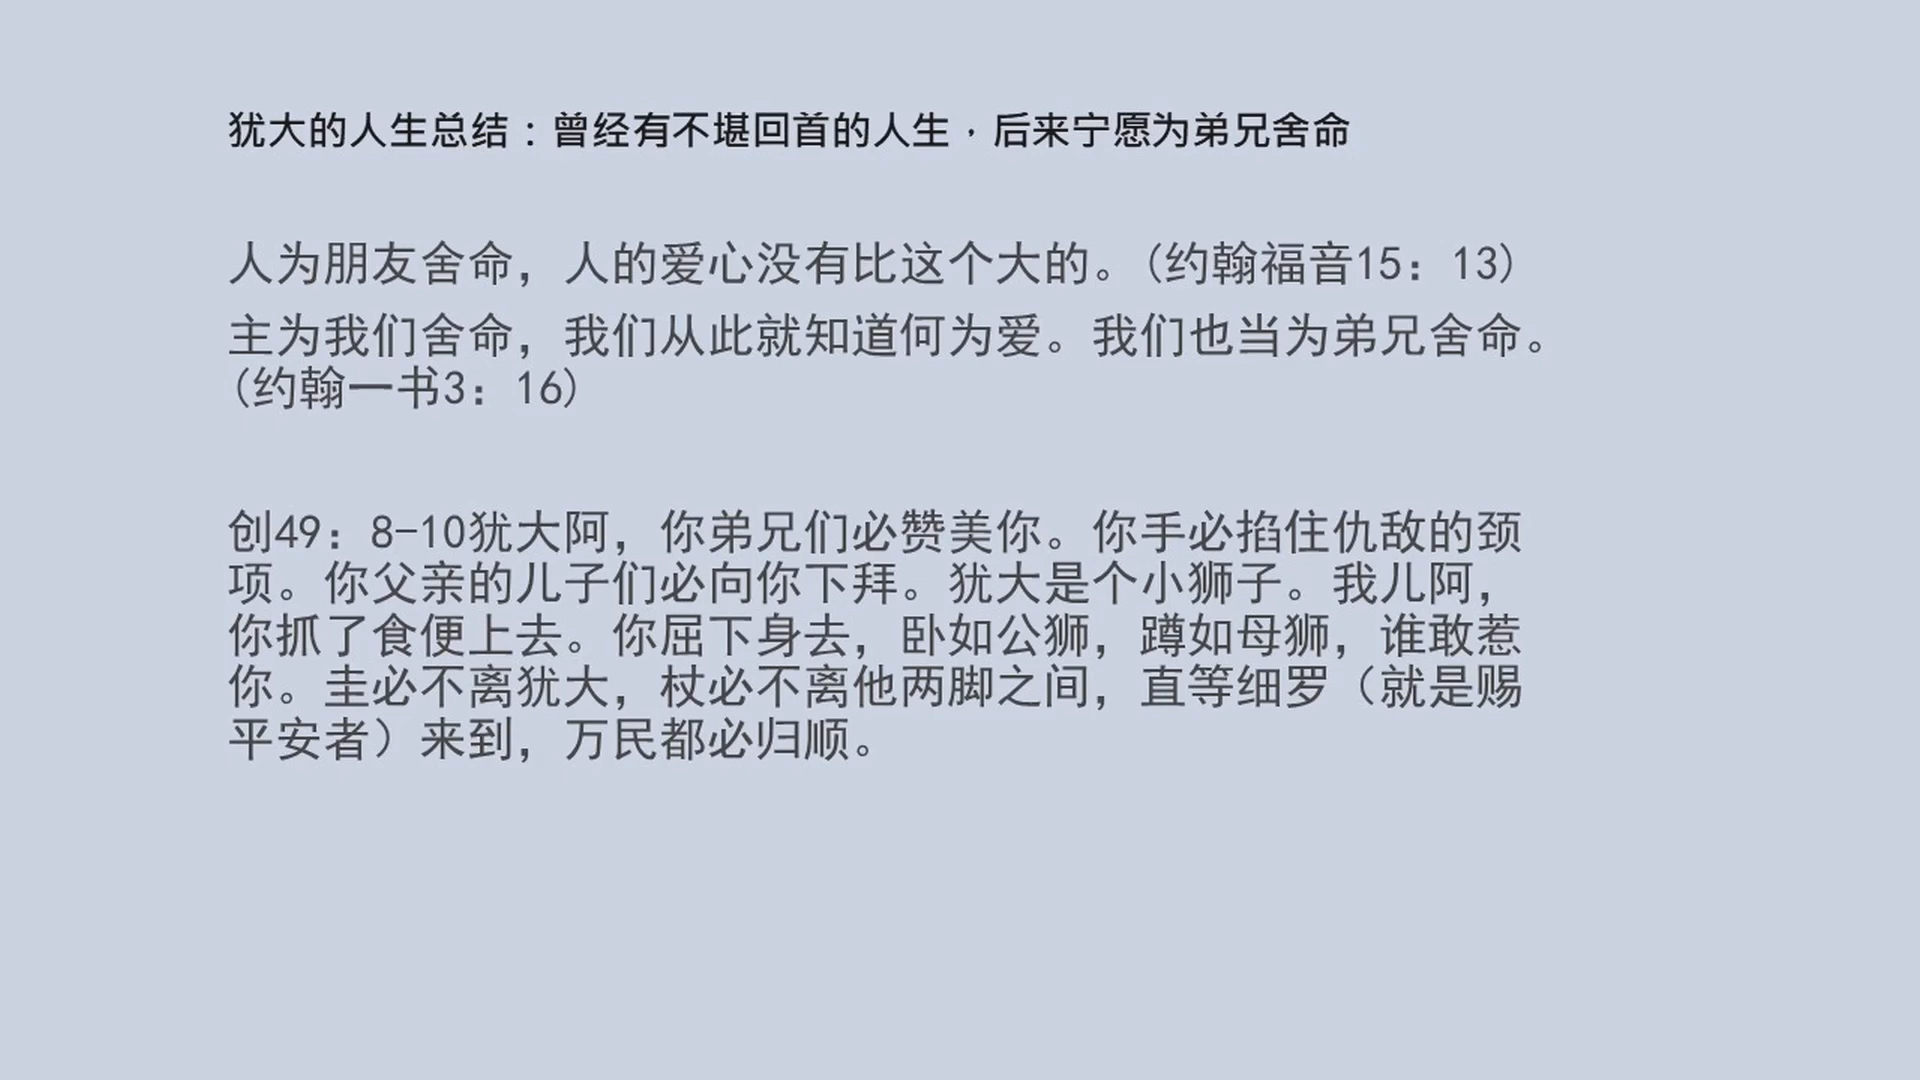 犹大的人生总结：曾经有不堪回首的人生，后来宁愿为弟兄舍命
人为朋友舍命，人的爱心没有比这个大的。(约翰福音15：13)
主为我们舍命，我们从此就知道何为爱。我们也当为弟兄舍命。
(约翰一书3：16)
创49：8-10犹大阿，你弟兄们必赞美你。你手必掐住仇敌的颈
项。你父亲的儿子们必向你下拜。犹大是个小狮子。我儿阿，
你抓了食便上去。你屈下身去，卧如公狮，蹲如母狮，谁敢惹
你。圭必不离犹大，杖必不离他两脚之间，直等细罗（就是赐
平安者）来到，万民都必归顺。